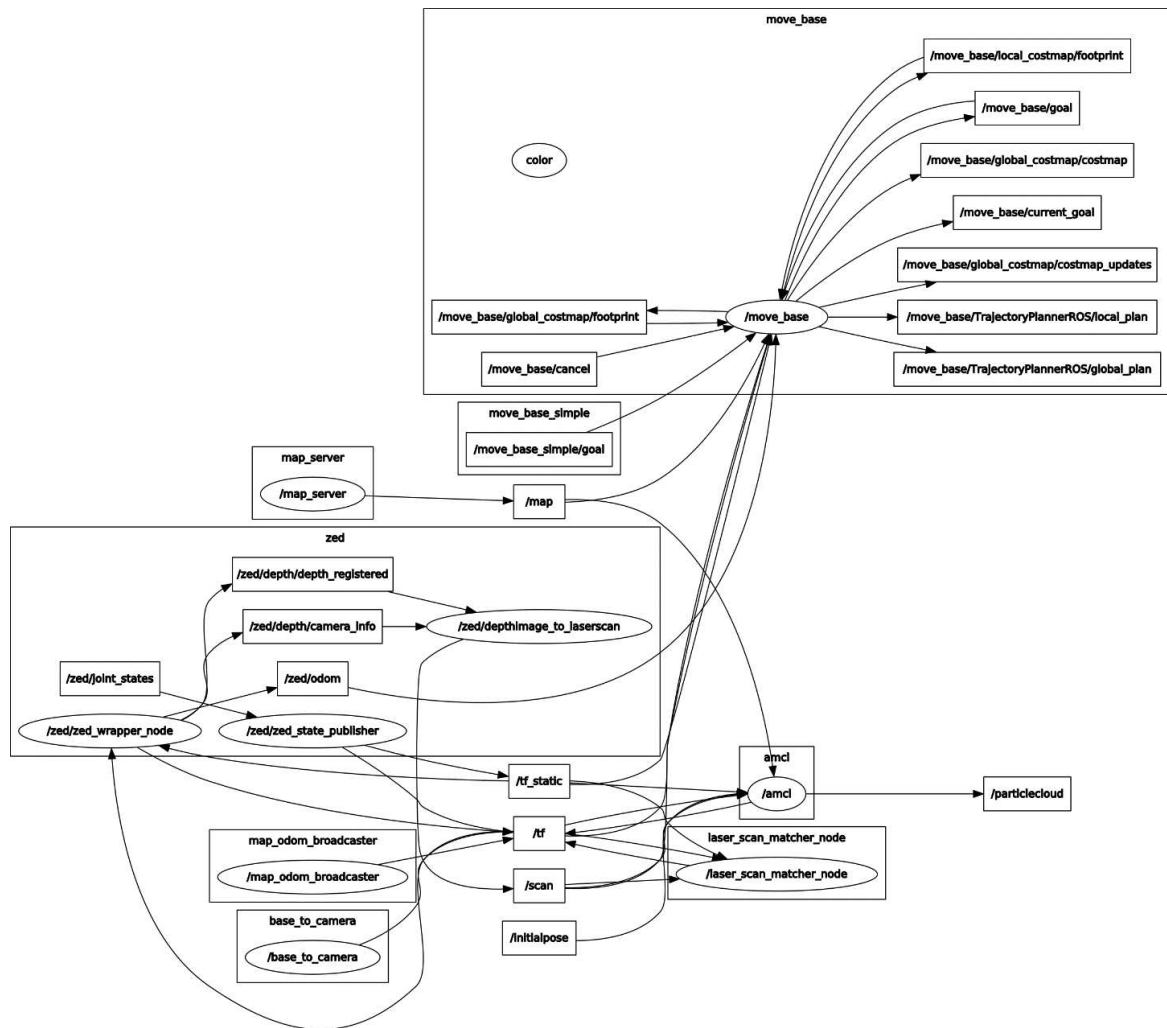 move_base
/move_base/local_costmap/footprint
/move_base/goal
color
/move_base/global_costmap/costmap
/move_base/current_goal
/move_base/global_costmap/costmap_updates
/move_base/global_costmap/footprint
/move_base
/move_base/TrajectoryPlannerROS/local_plan
/move_base/cancel
/move_base/TrajectoryPlannerROS/global_plan
move_base_simple
/move_base_simple/goal
map_server
/map_server
/map
zed
/zed/depth/depth_registered
/zed/depth/camera_info
/zed/depthimage_to_laserscan
/zed/joint_states
/zed/odom
/zed/zed_wrapper_node
/zed/zed_state_publisher
amcl
/tf_static
/amcl
/particlecloud
map_odom_broadcaster
/tf
laser_scan_matcher_node
/map_odom_broadcaster
/scan
/laser_scan_matcher_node
base_to_camera
/initialpose
/base_to_camera